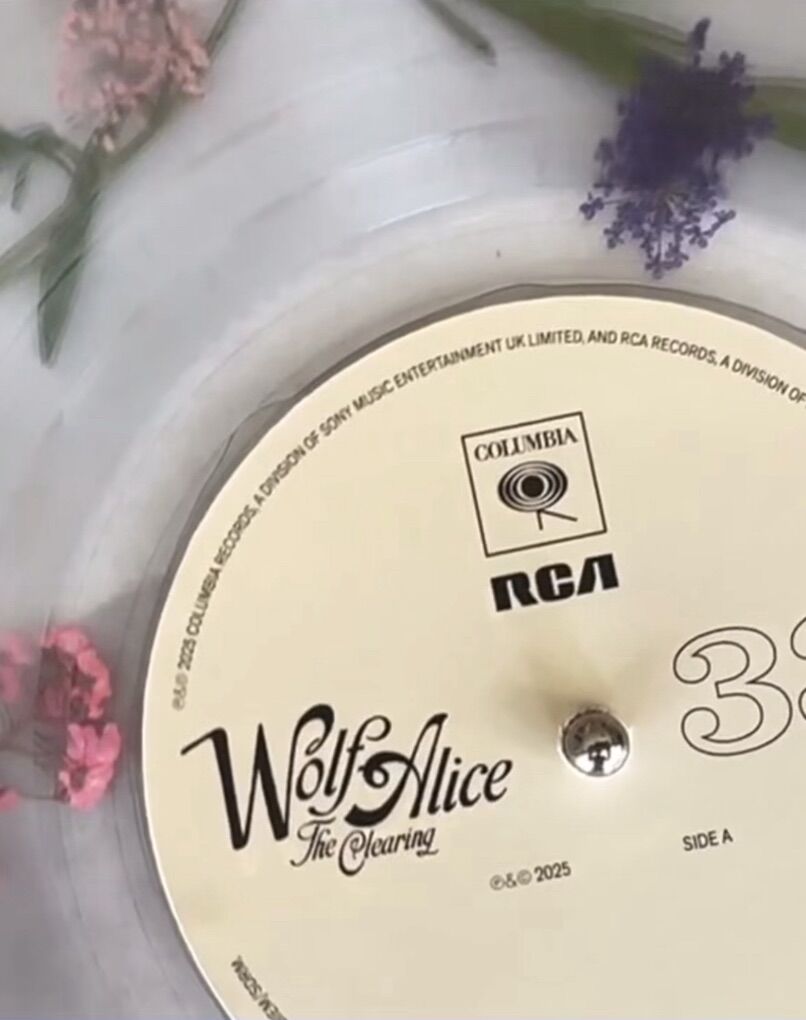 ℗&© 2025 COLUMBIA RECORDS, A DIVISION OF SONY MUSIC ENTERTAINMENT UK LIMITED, AND RCA RECORDS, A DIVISION OF
COLUMBIA
RCA
33
Wolf Alice
The Clearing
℗&© 2025
SIDE A